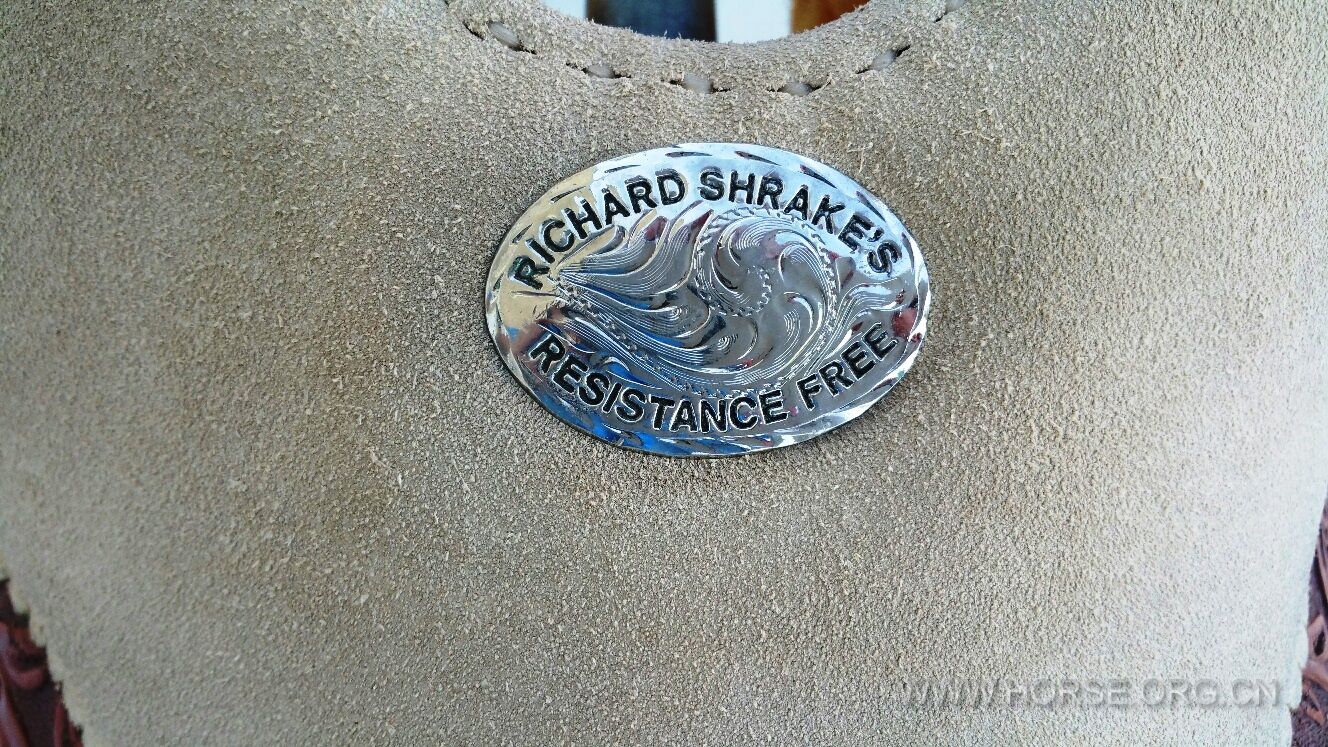 RICHARD SHRAKE'S
RESISTANCE FREE
WWW.HORSE.ORG.CN